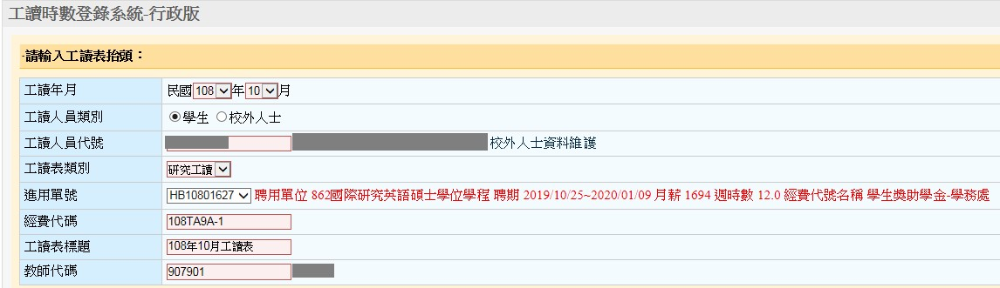 工讀時數登錄系統-行政版
·請輸入工讀表抬頭：
工讀年月 民國 108 年 10 月
工讀人員類別 學生 校外人士
工讀人員代號 校外人士資料維護
工讀表類別 研究工讀
進用單號 HB10801627 聘用單位 862國際研究英語碩士學位學程 聘期 2019/10/25~2020/01/09 月薪 1694 週時數 12.0 經費代號名稱 學生獎助學金-學務處
經費代碼 108TA9A-1
工讀表標題 108年10月工讀表
教師代碼 907901